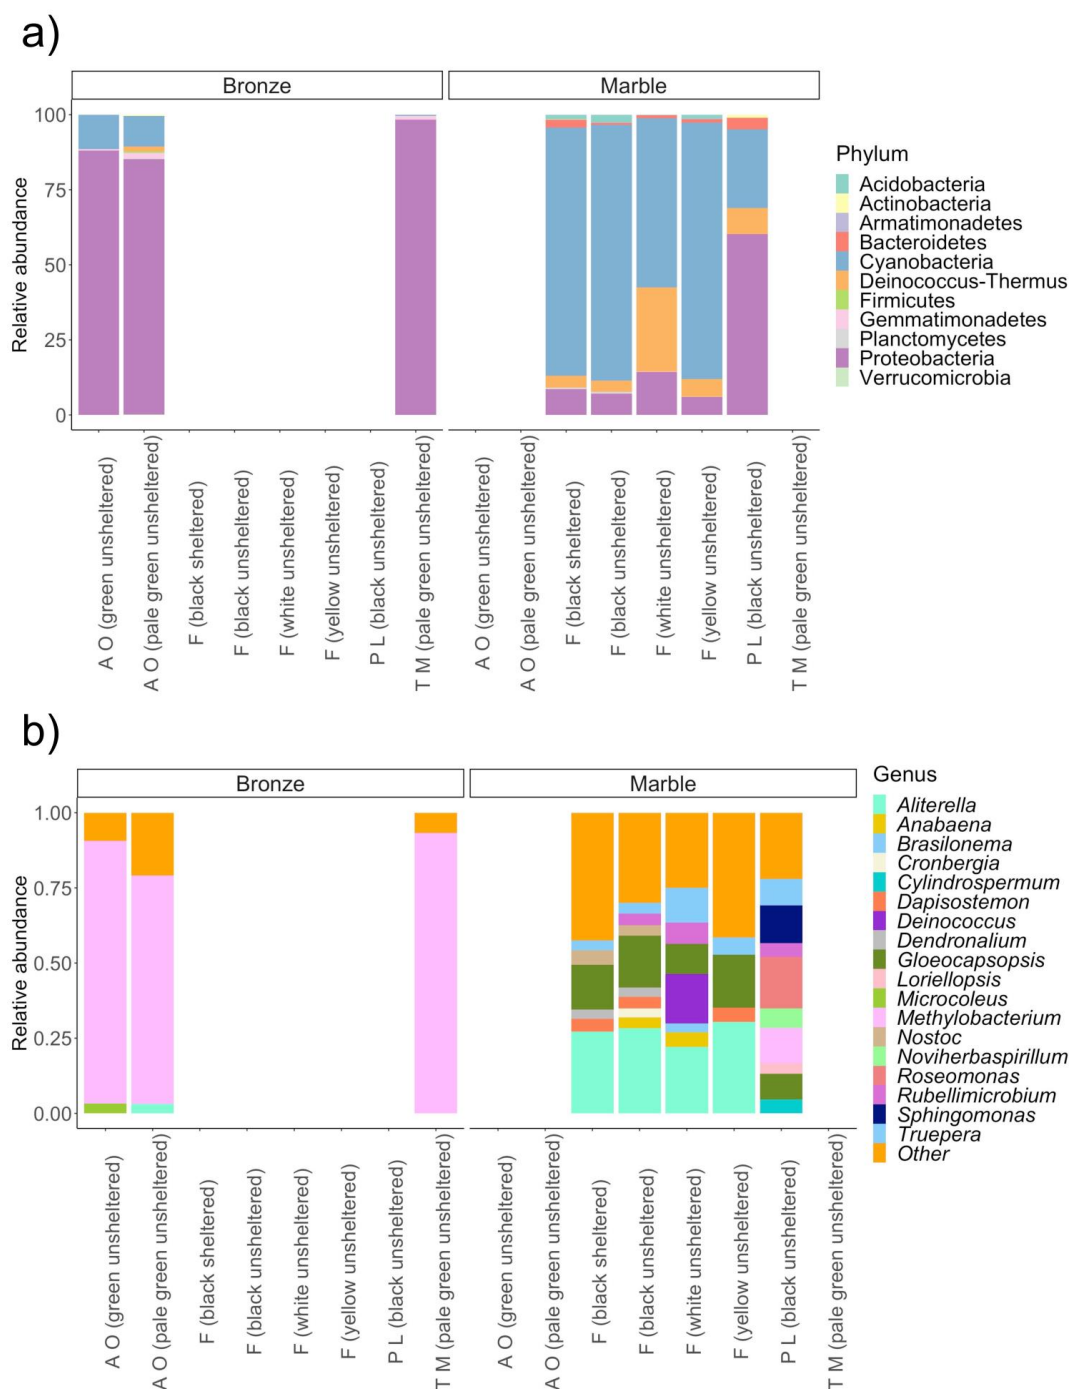 a)
Bronze
Marble
100
75
50
25
0
Relative abundance
A O (green unsheltered)
A O (pale green unsheltered)
F (black sheltered)
F (black unsheltered)
F (white unsheltered)
F (yellow unsheltered)
P L (black unsheltered)
T M (pale green unsheltered)
A O (green unsheltered)
A O (pale green unsheltered)
F (black sheltered)
F (black unsheltered)
F (white unsheltered)
F (yellow unsheltered)
P L (black unsheltered)
T M (pale green unsheltered)
Phylum
Acidobacteria
Actinobacteria
Armatimonadetes
Bacteroidetes
Cyanobacteria
Deinococcus-Thermus
Firmicutes
Gemmatimonadetes
Planctomycetes
Proteobacteria
Verrucomicrobia
b)
Bronze
Marble
1.00
0.75
0.50
0.25
0.00
Relative abundance
A O (green unsheltered)
A O (pale green unsheltered)
F (black sheltered)
F (black unsheltered)
F (white unsheltered)
F (yellow unsheltered)
P L (black unsheltered)
T M (pale green unsheltered)
A O (green unsheltered)
A O (pale green unsheltered)
F (black sheltered)
F (black unsheltered)
F (white unsheltered)
F (yellow unsheltered)
P L (black unsheltered)
T M (pale green unsheltered)
Genus
Aliterella
Anabaena
Brasilonema
Cronbergia
Cylindrospermum
Dapisostemon
Deinococcus
Dendronalium
Gloeocapsopsis
Loriellopsis
Microcoleus
Methylobacterium
Nostoc
Noviherbaspirillum
Roseomonas
Rubellimicrobium
Sphingomonas
Truepera
Other